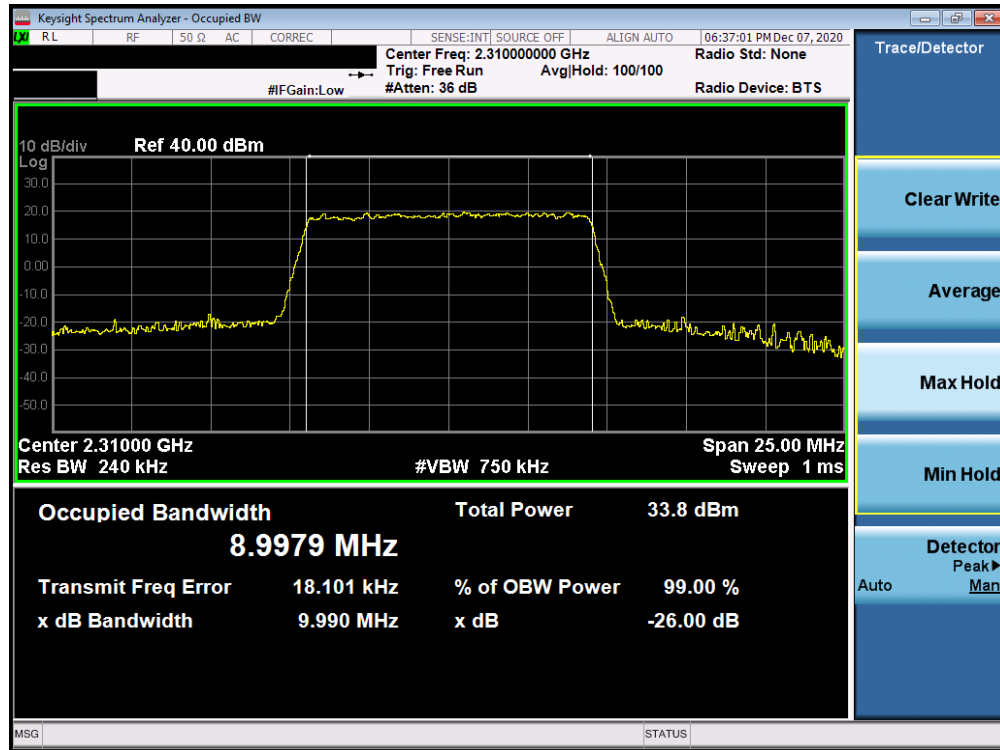 Keysight Spectrum Analyzer - Occupied BW
LXI RL RF 50 Ω AC CORREC SENSE:INT SOURCE OFF ALIGN AUTO 06:37:01 PM Dec 07, 2020
Center Freq: 2.310000000 GHz Radio Std: None
Trig: Free Run Avg|Hold: 100/100
#IFGain:Low #Atten: 36 dB Radio Device: BTS
10 dB/div Ref 40.00 dBm
Log
30.0
20.0
10.0
0.00
-10.0
-20.0
-30.0
-40.0
-50.0
Center 2.31000 GHz Span 25.00 MHz
Res BW 240 kHz #VBW 750 kHz Sweep 1 ms
Occupied Bandwidth Total Power 33.8 dBm
8.9979 MHz
Transmit Freq Error 18.101 kHz % of OBW Power 99.00 %
x dB Bandwidth 9.990 MHz x dB -26.00 dB
MSG STATUS
Trace/Detector
Clear Write
Average
Max Hold
Min Hold
Detector
Peak▶
Auto Man